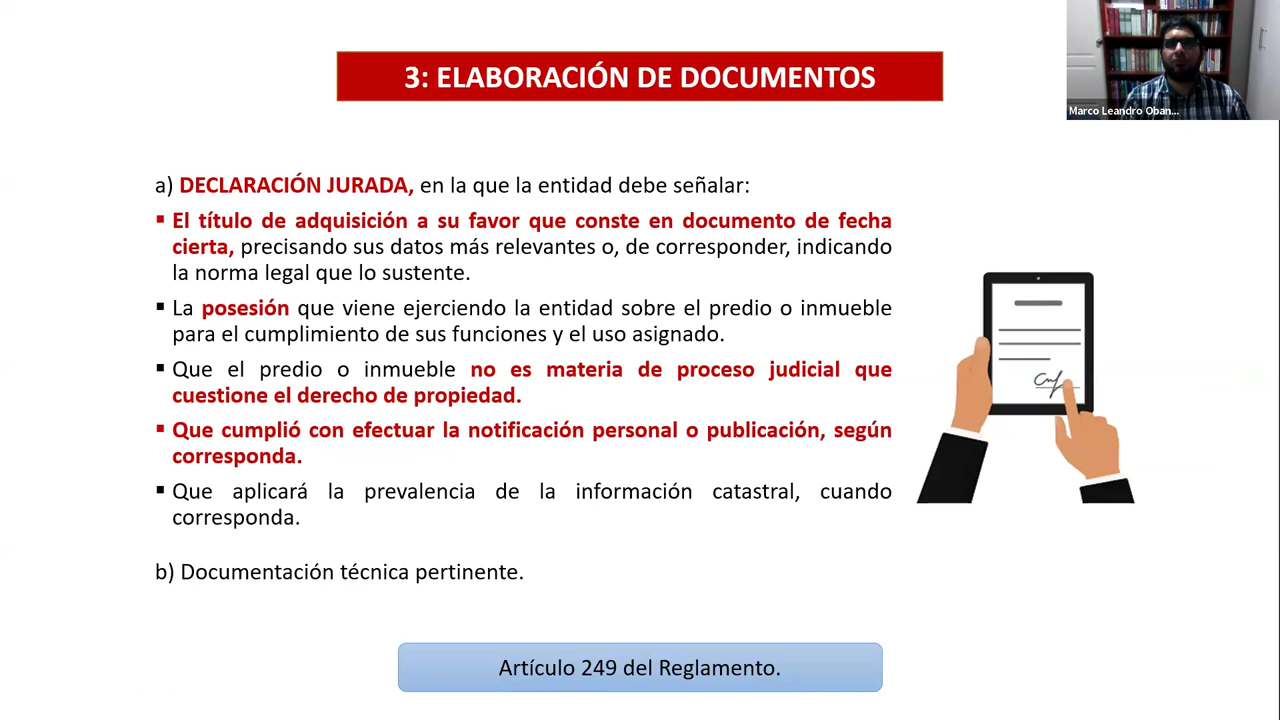 3: ELABORACIÓN DE DOCUMENTOS
Marco Leandro Oban...
a) DECLARACIÓN JURADA, en la que la entidad debe señalar:
▪ El título de adquisición a su favor que conste en documento de fecha
cierta, precisando sus datos más relevantes o, de corresponder, indicando
la norma legal que lo sustente.
▪ La posesión que viene ejerciendo la entidad sobre el predio o inmueble
para el cumplimiento de sus funciones y el uso asignado.
▪ Que el predio o inmueble no es materia de proceso judicial que
cuestione el derecho de propiedad.
▪ Que cumplió con efectuar la notificación personal o publicación, según
corresponda.
▪ Que aplicará la prevalencia de la información catastral, cuando
corresponda.
b) Documentación técnica pertinente.
Artículo 249 del Reglamento.